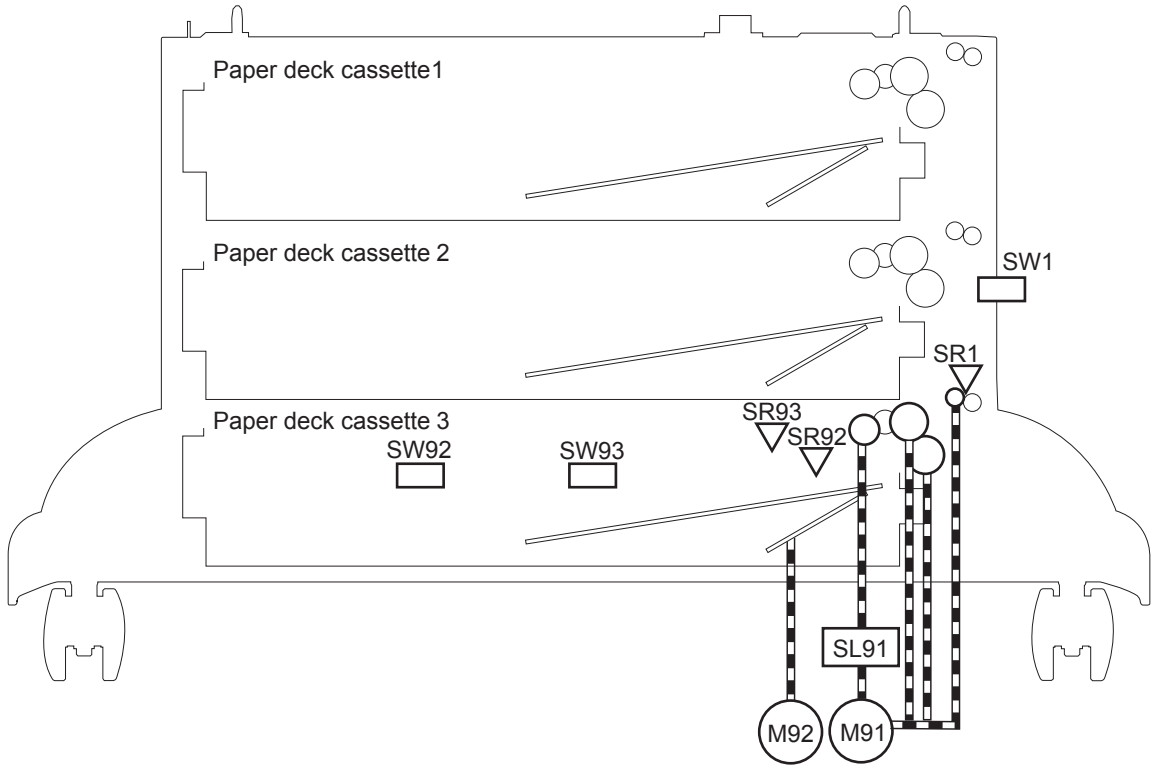 Paper deck cassette1
Paper deck cassette 2
SW1
SR1
Paper deck cassette 3
SR93
SW92
SW93
SR92
SL91
M92
M91